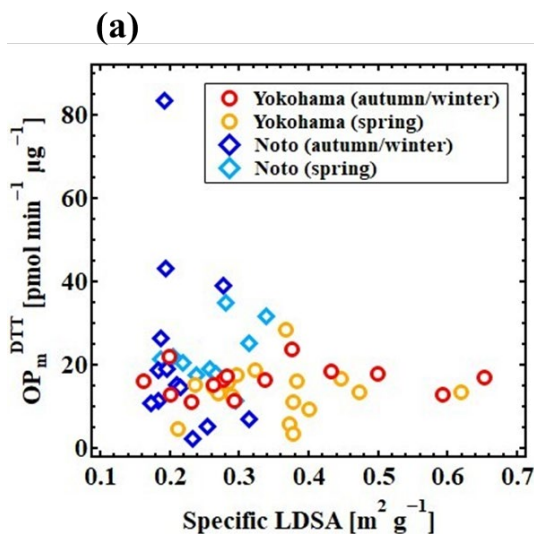 (a)
80
60
40
20
0
OPₘᴰᵀᵀ [pmol min⁻¹ µg⁻¹]
Yokohama (autumn/winter)
Yokohama (spring)
Noto (autumn/winter)
Noto (spring)
0.1 0.2 0.3 0.4 0.5 0.6 0.7
Specific LDSA [m² g⁻¹]